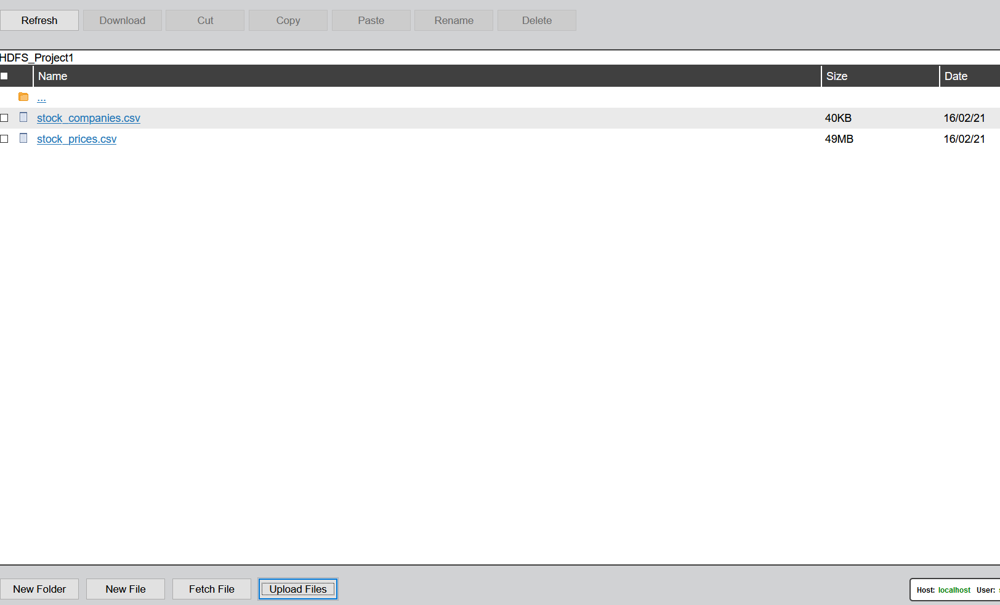 Refresh Download Cut Copy Paste Rename Delete
HDFS_Project1
Name Size Date
...
stock_companies.csv 40KB 16/02/21
stock_prices.csv 49MB 16/02/21
New Folder New File Fetch File Upload Files Host: localhost User: